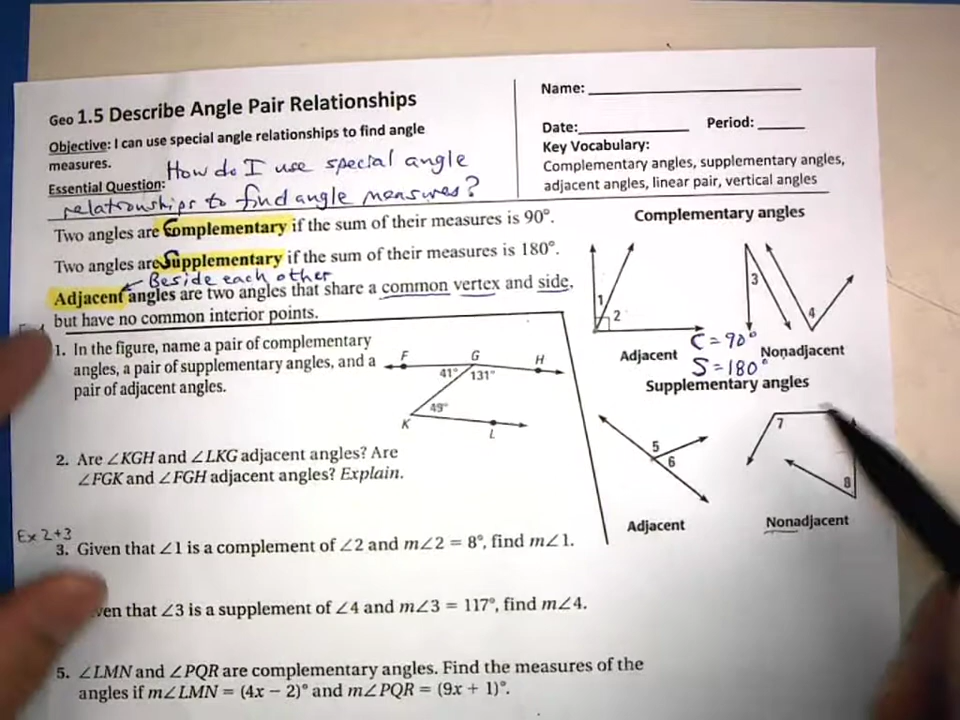 Geo 1.5 Describe Angle Pair Relationships
Objective: I can use special angle relationships to find angle
measures.
Essential Question: How do I use special angle
relationships to find angle measures?
Name:
Date: Period:
Key Vocabulary:
Complementary angles, supplementary angles,
adjacent angles, linear pair, vertical angles
Two angles are Complementary if the sum of their measures is 90°.
Two angles are Supplementary if the sum of their measures is 180°.
← Beside each other
Adjacent angles are two angles that share a common vertex and side,
but have no common interior points.
Complementary angles
1
2
3
4
Adjacent
Nonadjacent
C = 90°
S = 180°
Supplementary angles
5
6
7
8
Adjacent
Nonadjacent
1. In the figure, name a pair of complementary
angles, a pair of supplementary angles, and a
pair of adjacent angles.
F G H
41° 131°
49°
K L
2. Are ∠KGH and ∠LKG adjacent angles? Are
∠FGK and ∠FGH adjacent angles? Explain.
Ex 2+3
3. Given that ∠1 is a complement of ∠2 and m∠2 = 8°, find m∠1.
that ∠3 is a supplement of ∠4 and m∠3 = 117°, find m∠4.
5. ∠LMN and ∠PQR are complementary angles. Find the measures of the
angles if m∠LMN = (4x − 2)° and m∠PQR = (9x + 1)°.